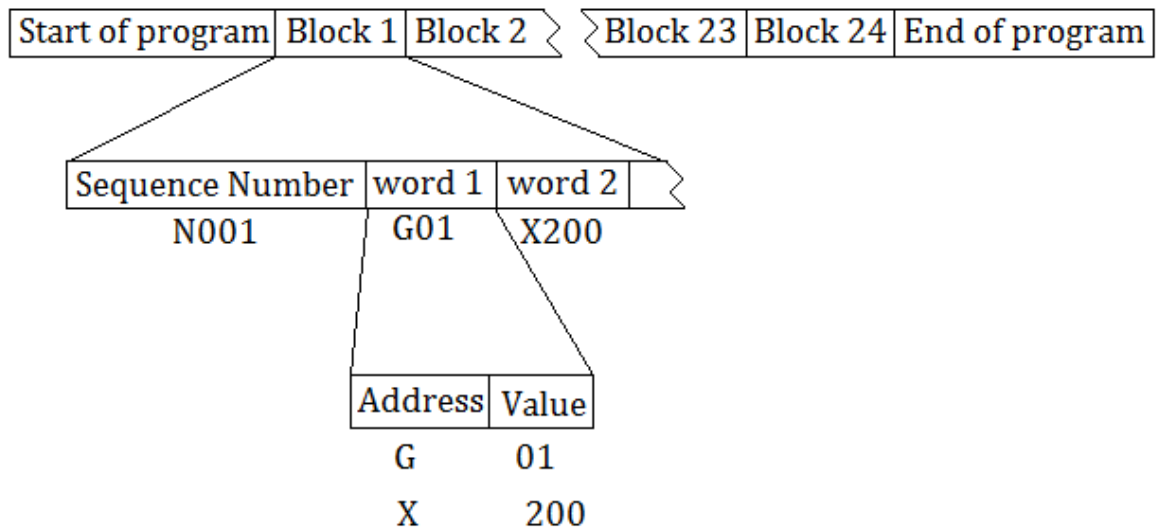 Start of program Block 1 Block 2 Block 23 Block 24 End of program
Sequence Number word 1 word 2
N001 G01 X200
Address Value
G 01
X 200